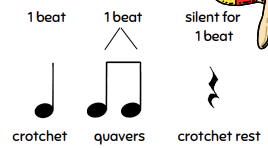 1 beat 1 beat silent for
1 beat
crotchet quavers crotchet rest